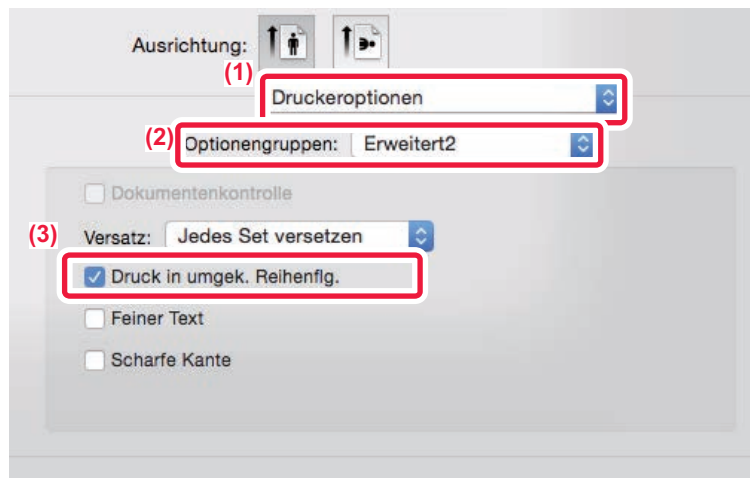 Ausrichtung:
(1)
Druckeroptionen
(2) Optionengruppen: Erweitert2
Dokumentenkontrolle
(3) Versatz: Jedes Set versetzen
Druck in umgek. Reihenflg.
Feiner Text
Scharfe Kante